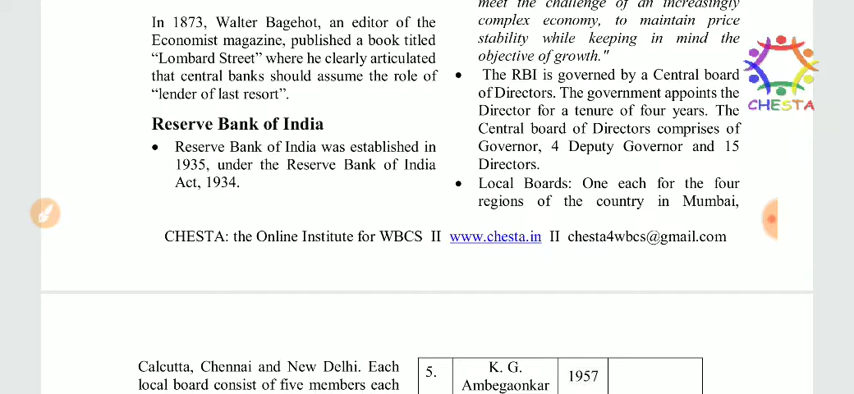 In 1873, Walter Bagehot, an editor of the
Economist magazine, published a book titled
“Lombard Street” where he clearly articulated
that central banks should assume the role of
“lender of last resort”.
Reserve Bank of India
• Reserve Bank of India was established in
1935, under the Reserve Bank of India
Act, 1934.
meet the challenge of an increasingly
complex economy, to maintain price
stability while keeping in mind the
objective of growth."
• The RBI is governed by a Central board
of Directors. The government appoints the
Director for a tenure of four years. The
Central board of Directors comprises of
Governor, 4 Deputy Governor and 15
Directors.
• Local Boards: One each for the four
regions of the country in Mumbai,
CHESTA
CHESTA: the Online Institute for WBCS II www.chesta.in II chesta4wbcs@gmail.com
Calcutta, Chennai and New Delhi. Each
local board consist of five members each
5. K. G. 1957
Ambegaonkar